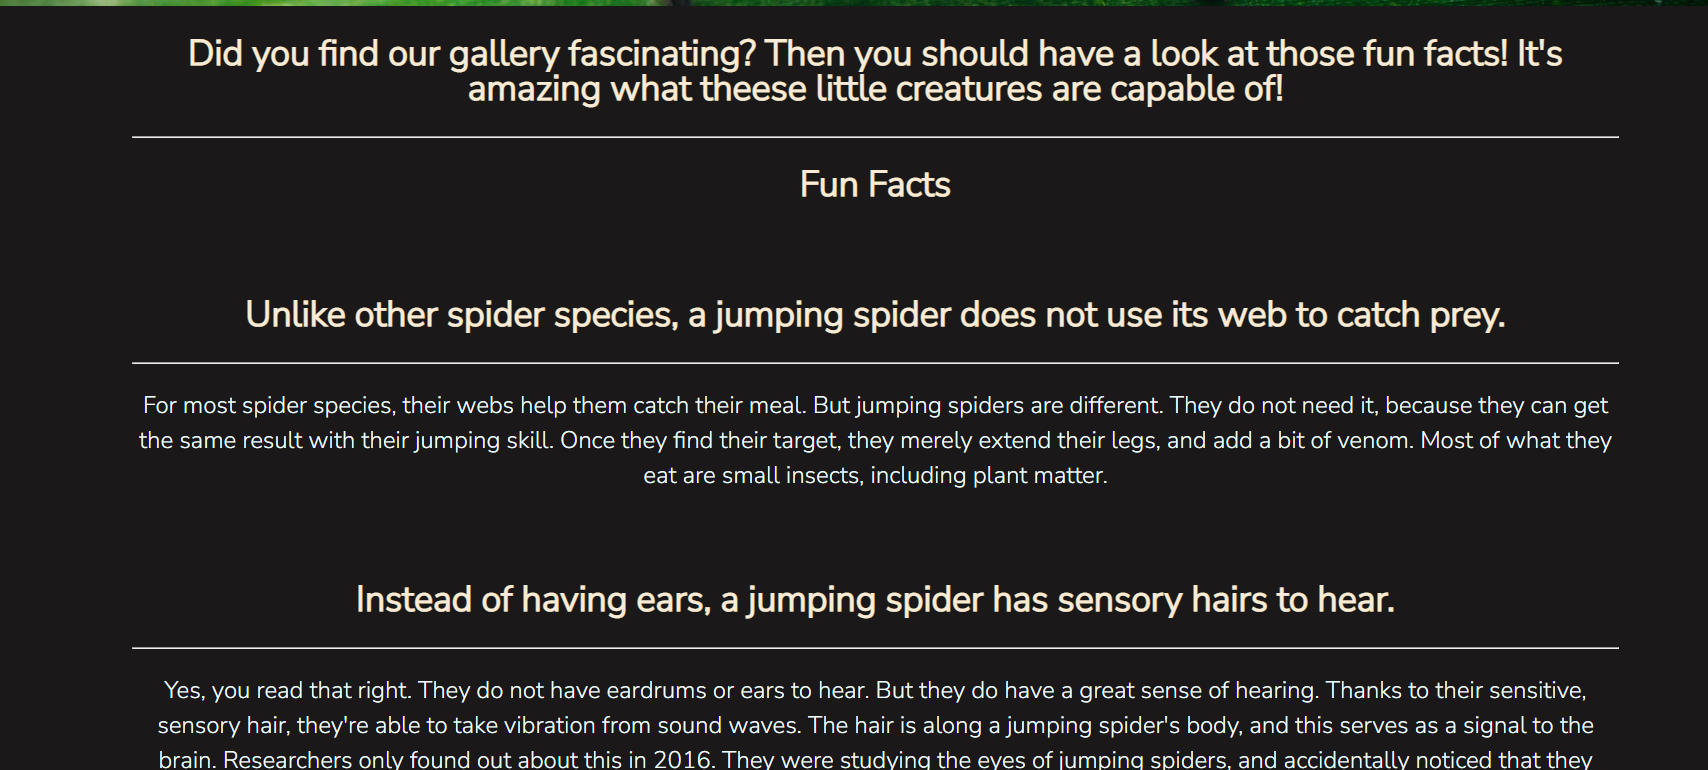 Did you find our gallery fascinating? Then you should have a look at those fun facts! It's
amazing what theese little creatures are capable of!
Fun Facts
Unlike other spider species, a jumping spider does not use its web to catch prey.
For most spider species, their webs help them catch their meal. But jumping spiders are different. They do not need it, because they can get
the same result with their jumping skill. Once they find their target, they merely extend their legs, and add a bit of venom. Most of what they
eat are small insects, including plant matter.
Instead of having ears, a jumping spider has sensory hairs to hear.
Yes, you read that right. They do not have eardrums or ears to hear. But they do have a great sense of hearing. Thanks to their sensitive,
sensory hair, they're able to take vibration from sound waves. The hair is along a jumping spider's body, and this serves as a signal to the
brain. Researchers only found out about this in 2016. They were studying the eyes of jumping spiders, and accidentally noticed that they